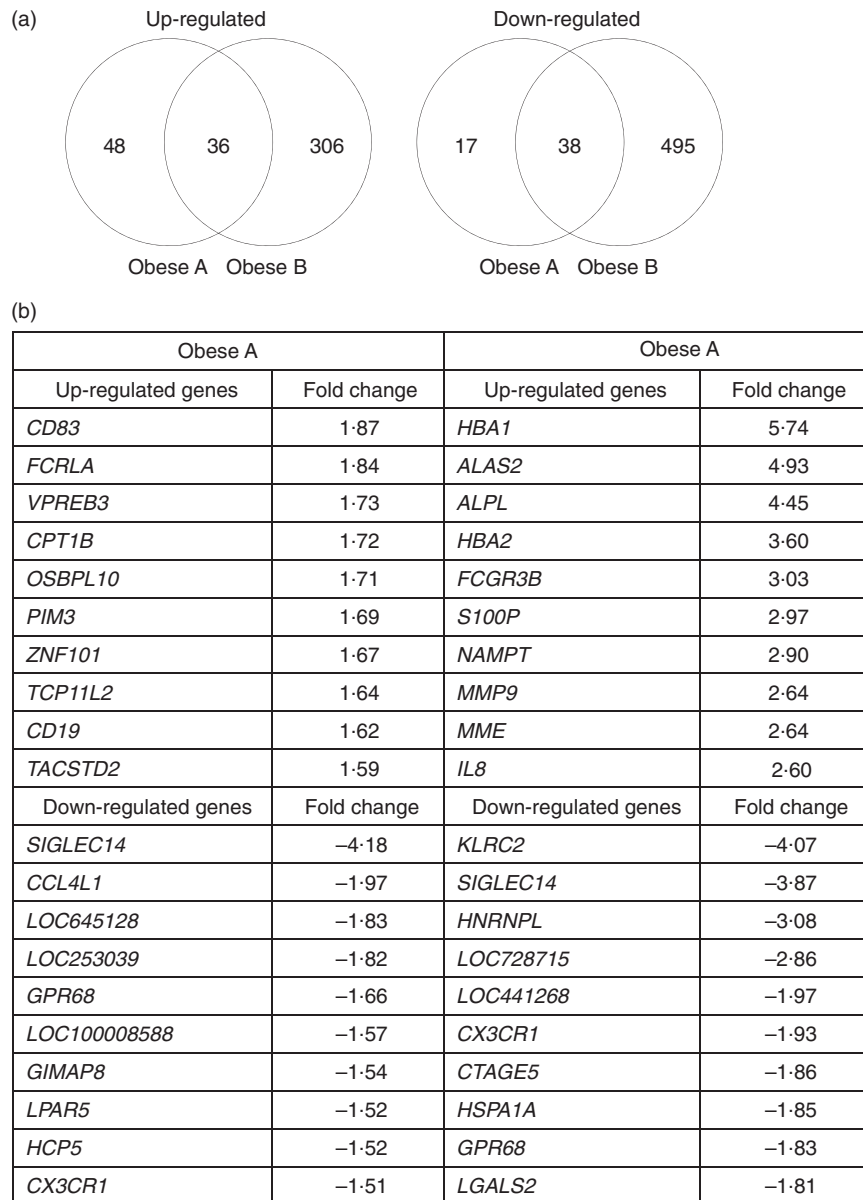 (a)
Up-regulated Down-regulated
48 36 306 17 38 495
Obese A Obese B Obese A Obese B
(b)
Obese A Obese A
Up-regulated genes Fold change Up-regulated genes Fold change
CD83 1·87 HBA1 5·74
FCRLA 1·84 ALAS2 4·93
VPREB3 1·73 ALPL 4·45
CPT1B 1·72 HBA2 3·60
OSBPL10 1·71 FCGR3B 3·03
PIM3 1·69 S100P 2·97
ZNF101 1·67 NAMPT 2·90
TCP11L2 1·64 MMP9 2·64
CD19 1·62 MME 2·64
TACSTD2 1·59 IL8 2·60
Down-regulated genes Fold change Down-regulated genes Fold change
SIGLEC14 –4·18 KLRC2 –4·07
CCL4L1 –1·97 SIGLEC14 –3·87
LOC645128 –1·83 HNRNPL –3·08
LOC253039 –1·82 LOC728715 –2·86
GPR68 –1·66 LOC441268 –1·97
LOC100008588 –1·57 CX3CR1 –1·93
GIMAP8 –1·54 CTAGE5 –1·86
LPAR5 –1·52 HSPA1A –1·85
HCP5 –1·52 GPR68 –1·83
CX3CR1 –1·51 LGALS2 –1·81